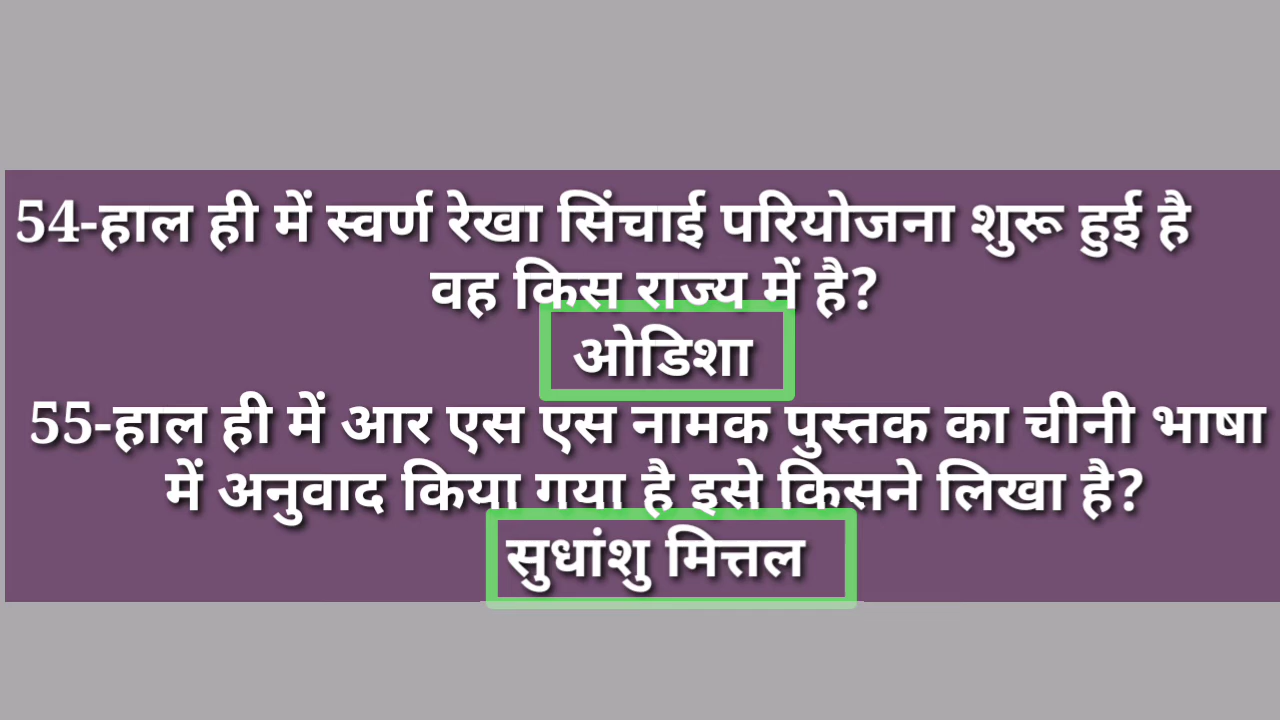 54-हाल ही में स्वर्ण रेखा सिंचाई परियोजना शुरू हुई है
वह किस राज्य में है?
ओडिशा
55-हाल ही में आर एस एस नामक पुस्तक का चीनी भाषा
में अनुवाद किया गया है इसे किसने लिखा है?
सुधांशु मित्तल